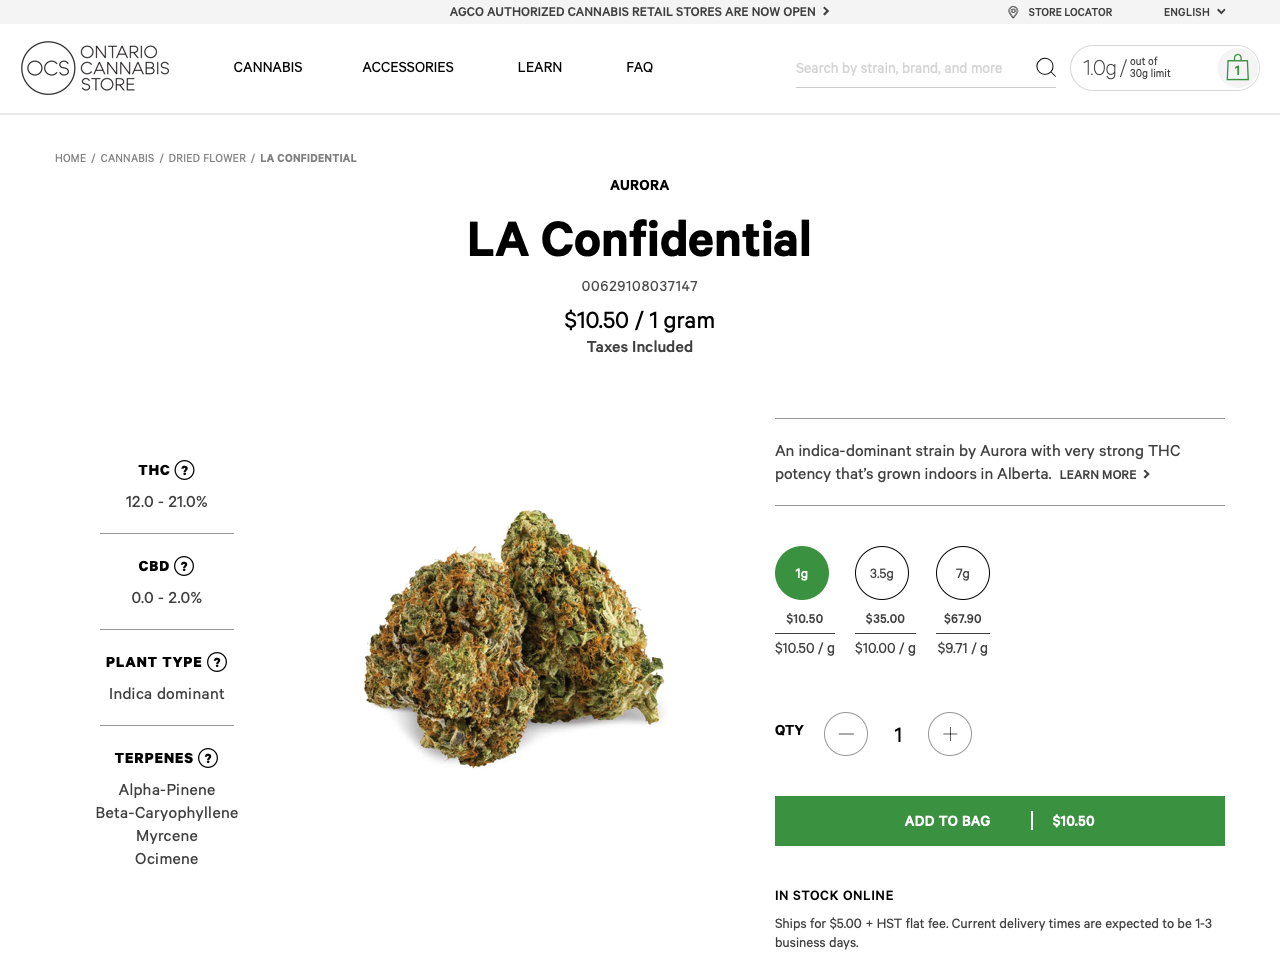 AGCO AUTHORIZED CANNABIS RETAIL STORES ARE NOW OPEN
STORE LOCATOR
ENGLISH
OCS
ONTARIO
CANNABIS
STORE
CANNABIS
ACCESSORIES
LEARN
FAQ
Search by strain, brand, and more
1.0g / out of
30g limit
1
HOME / CANNABIS / DRIED FLOWER / LA CONFIDENTIAL
AURORA
LA Confidential
00629108037147
$10.50 / 1 gram
Taxes Included
THC ?
12.0 - 21.0%
CBD ?
0.0 - 2.0%
PLANT TYPE ?
Indica dominant
TERPENES ?
Alpha-Pinene
Beta-Caryophyllene
Myrcene
Ocimene
An indica-dominant strain by Aurora with very strong THC
potency that’s grown indoors in Alberta. LEARN MORE
1g 3.5g 7g
$10.50 $35.00 $67.90
$10.50 / g $10.00 / g $9.71 / g
QTY 1
ADD TO BAG $10.50
IN STOCK ONLINE
Ships for $5.00 + HST flat fee. Current delivery times are expected to be 1-3
business days.